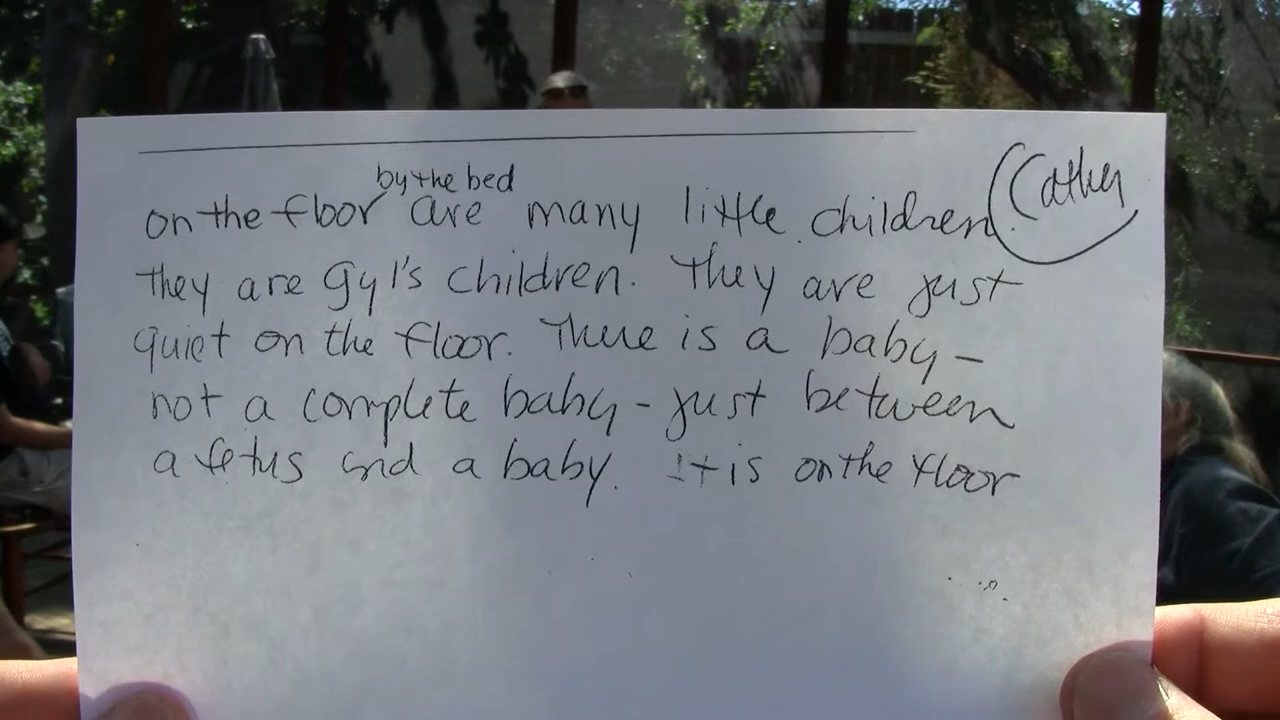 by the bed
on the floor are many little children.
they are Gyl's children. They are just
quiet on the floor. There is a baby –
not a complete baby – just between
a fetus and a baby. It is on the floor